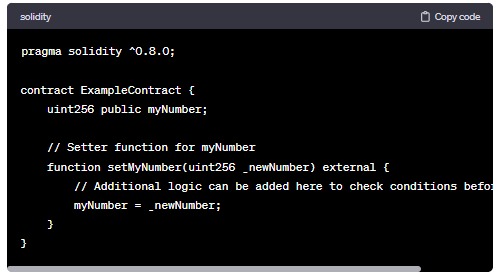 solidity
Copy code
pragma solidity ^0.8.0;
contract ExampleContract {
uint256 public myNumber;
// Setter function for myNumber
function setMyNumber(uint256 _newNumber) external {
// Additional logic can be added here to check conditions befor
myNumber = _newNumber;
}
}